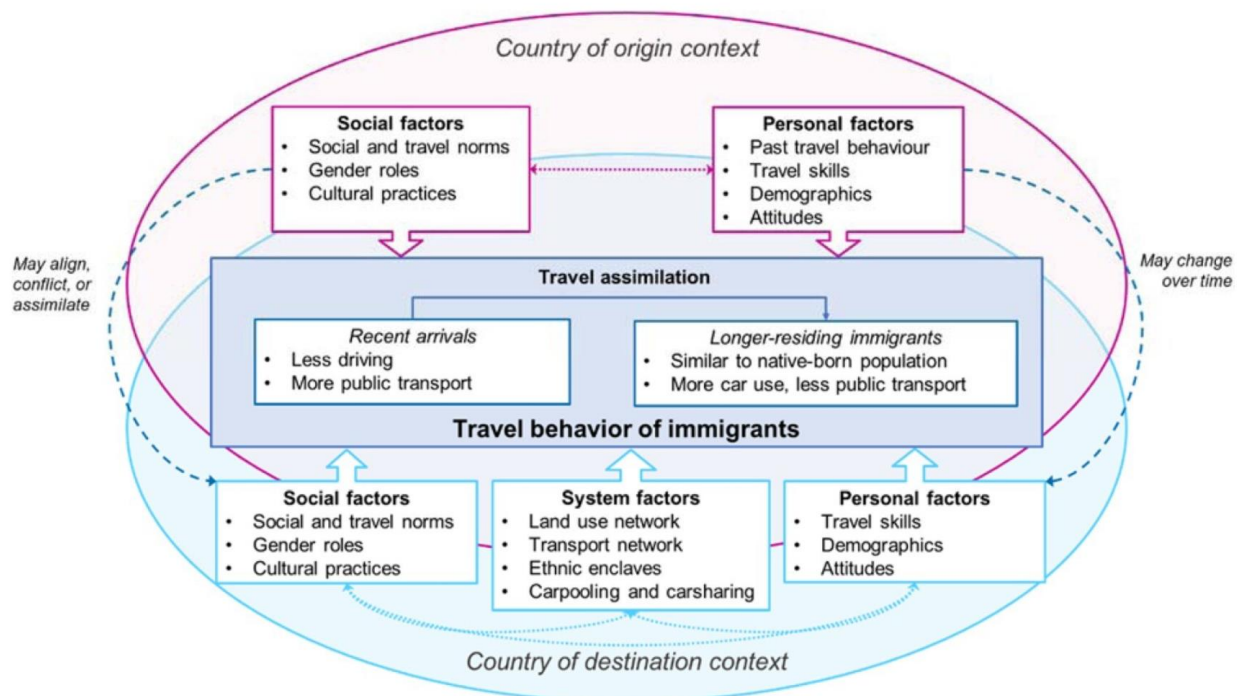 Country of origin context
Social factors
• Social and travel norms
• Gender roles
• Cultural practices
Personal factors
• Past travel behaviour
• Travel skills
• Demographics
• Attitudes
May align,
conflict, or
assimilate
May change
over time
Travel assimilation
Recent arrivals
• Less driving
• More public transport
Longer-residing immigrants
• Similar to native-born population
• More car use, less public transport
Travel behavior of immigrants
Social factors
• Social and travel norms
• Gender roles
• Cultural practices
System factors
• Land use network
• Transport network
• Ethnic enclaves
• Carpooling and carsharing
Personal factors
• Travel skills
• Demographics
• Attitudes
Country of destination context